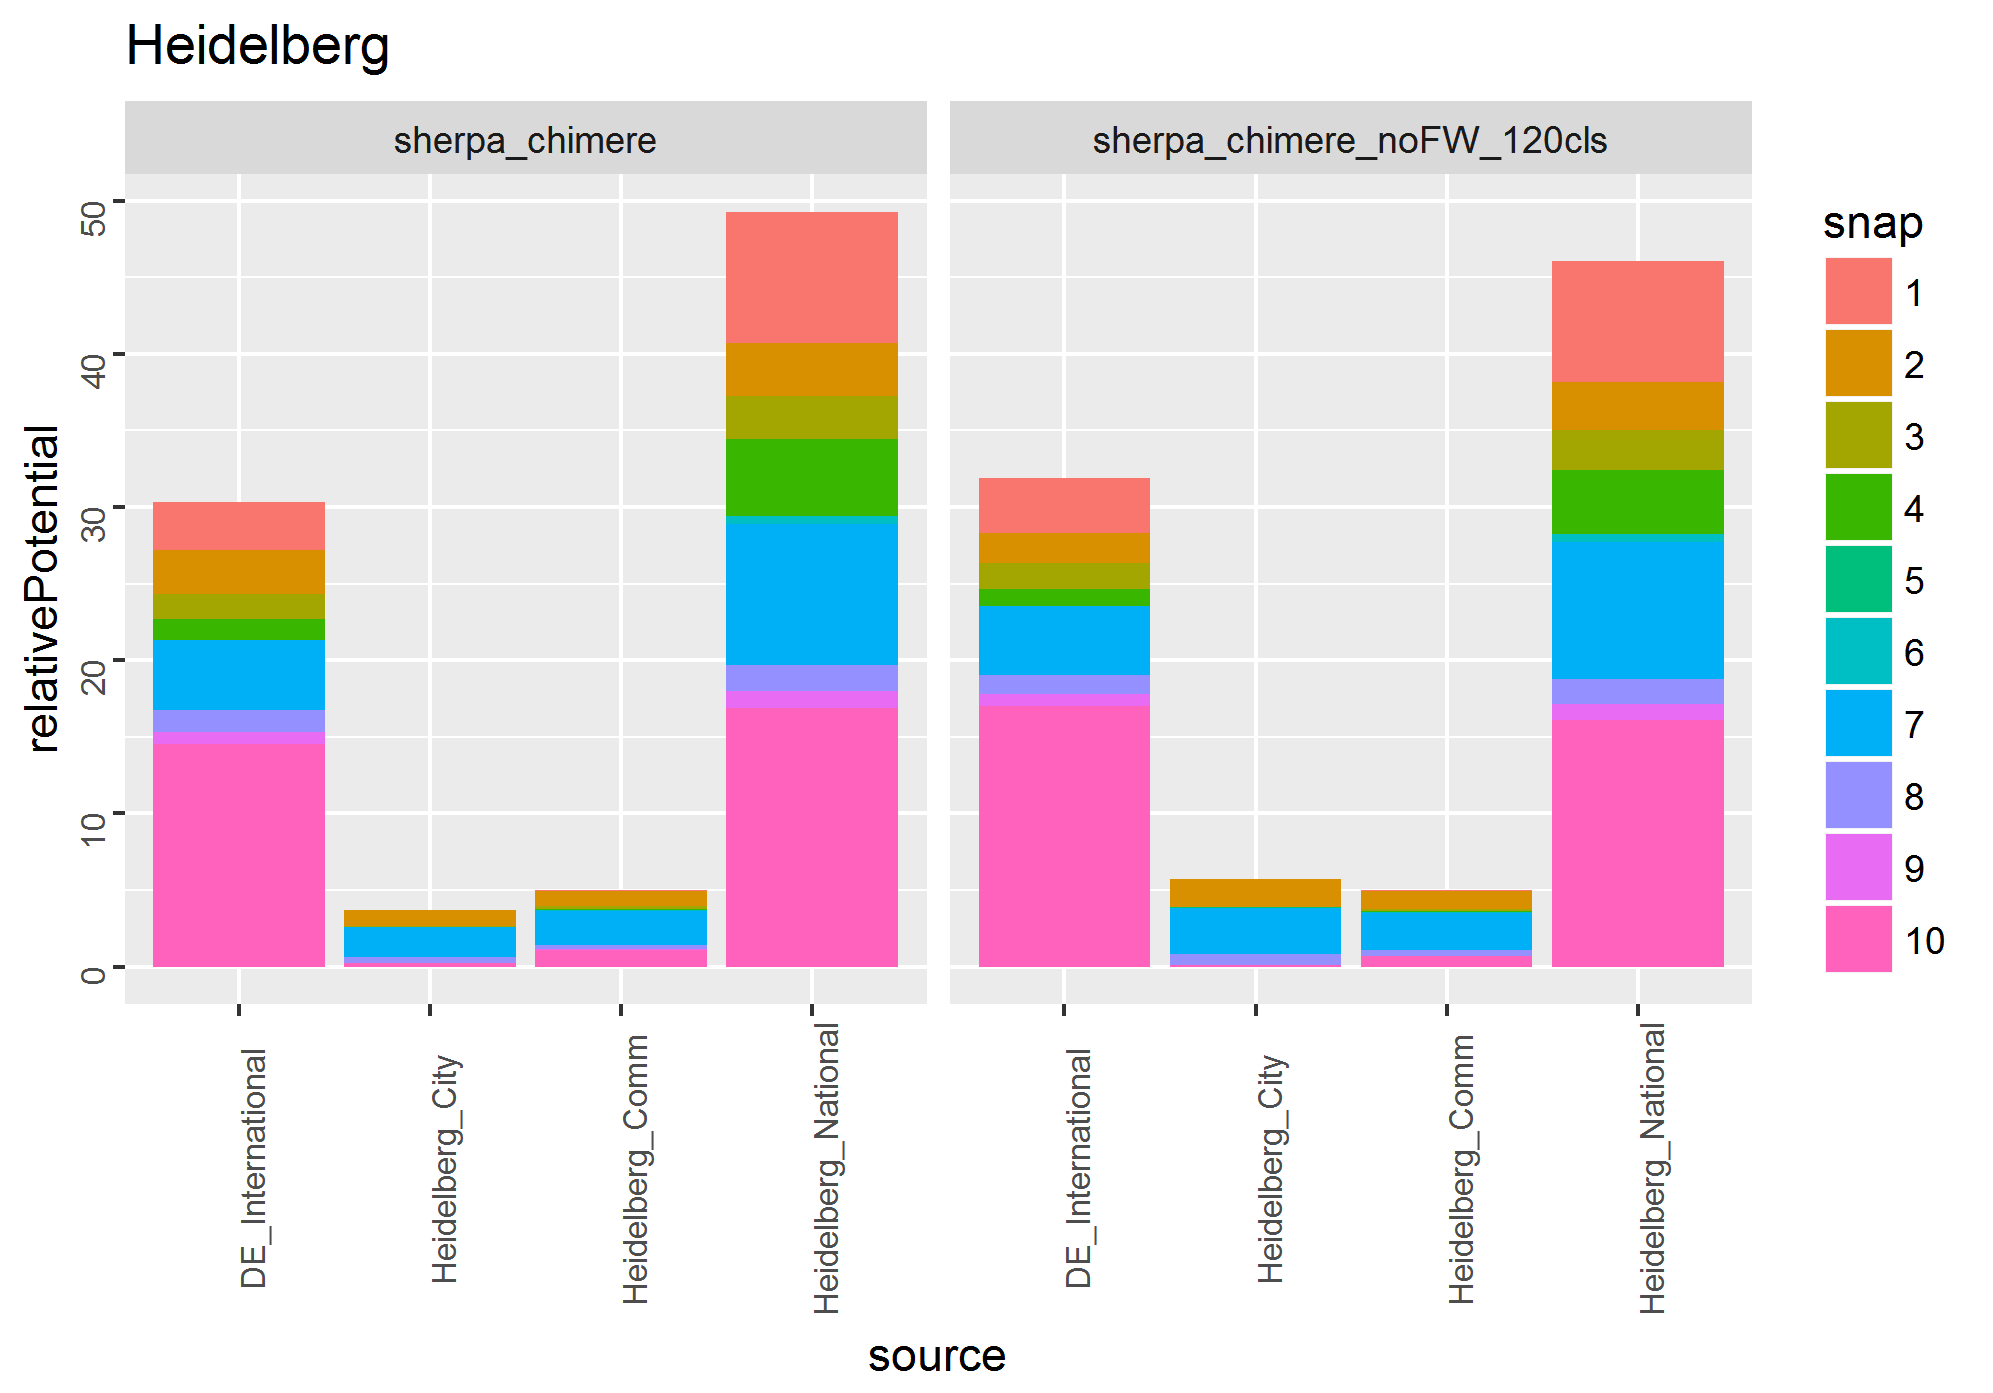 Heidelberg
sherpa_chimere
sherpa_chimere_noFW_120cls
relativePotential
50
40
30
20
10
0
DE_International
Heidelberg_City
Heidelberg_Comm
Heidelberg_National
DE_International
Heidelberg_City
Heidelberg_Comm
Heidelberg_National
source
snap
1
2
3
4
5
6
7
8
9
10